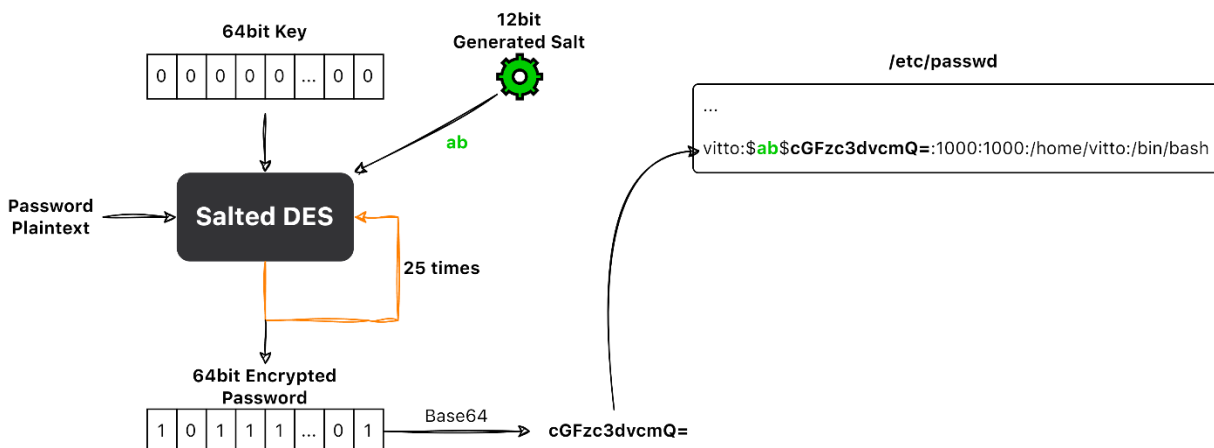 64bit Key
0 0 0 0 0 ... 0 0
12bit
Generated Salt
ab
Password
Plaintext
Salted DES
25 times
64bit Encrypted
Password
1 0 1 1 1 ... 0 1
Base64
cGFzc3dvcmQ=
/etc/passwd
...
vitto:$ab$cGFzc3dvcmQ=:1000:1000:/home/vitto:/bin/bash